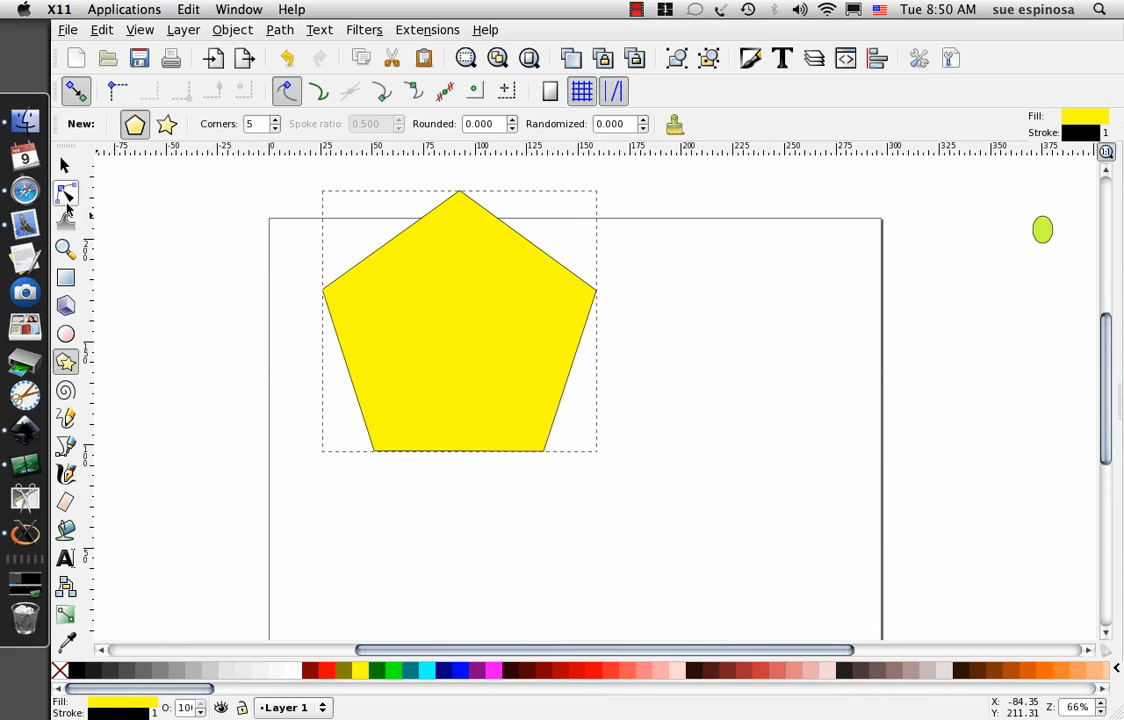 X11 Applications Edit Window Help Tue 8:50 AM sue espinosa
File Edit View Layer Object Path Text Filters Extensions Help
New: Corners: 5 Spoke ratio: 0.500 Rounded: 0.000 Randomized: 0.000 Fill:
Stroke: 1
-75 -50 -25 0 25 50 75 100 125 150 175 200 225 250 275 300 325 350 375
9
Fill: O: Layer 1 X: -84.35 Z: 66%
Stroke: 1 Y: 211.31